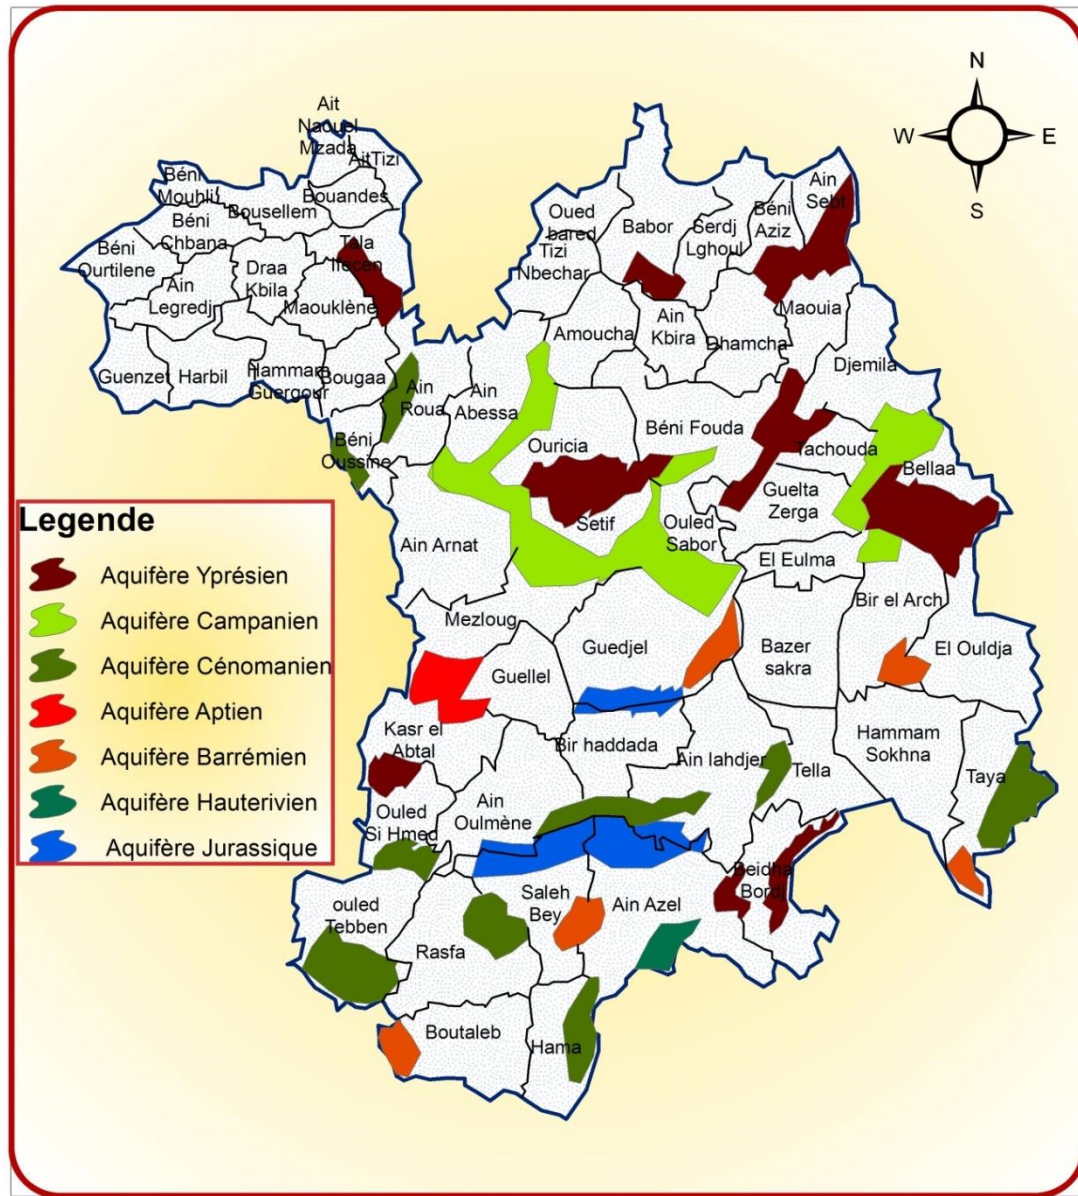 N
W
E
S
Ait
Naouel
Mzada
AitTizi
Béni
Mouhli
Bouandes
Bousellem
Béni
Chbana
Béni
Ourtilene
Tala
Ifecen
Draa
Kbila
Ain
Legredj
Maouklène
Guenzet
Harbil
Hammam
Guergour
Bougaa
Béni
Oussine
Ain
Roua
Ain
Abessa
Oued
bared
Tizi
Nbechar
Babor
Serdj
Lghoul
Béni
Aziz
Ain
Sebt
Maouia
Amoucha
Ain
Kbira
Dhamcha
Djemila
Ouricia
Béni Fouda
Tachouda
Bellaa
Guelta
Zerga
Setif
Ouled
Sabor
Ain Arnat
El Eulma
Bir el Arch
Mezloug
Guedjel
Bazer
sakra
El Ouldja
Guellel
Kasr el
Abtal
Bir haddada
Ain lahdjer
Tella
Hammam
Sokhna
Taya
Ouled
Si Hmed
Ain
Oulmène
Beidha
Bordj
ouled
Tebben
Saleh
Bey
Ain Azel
Rasfa
Boutaleb
Hama
Legende
Aquifère Yprésien
Aquifère Campanien
Aquifère Cénomanien
Aquifère Aptien
Aquifère Barrémien
Aquifère Hauterivien
Aquifère Jurassique